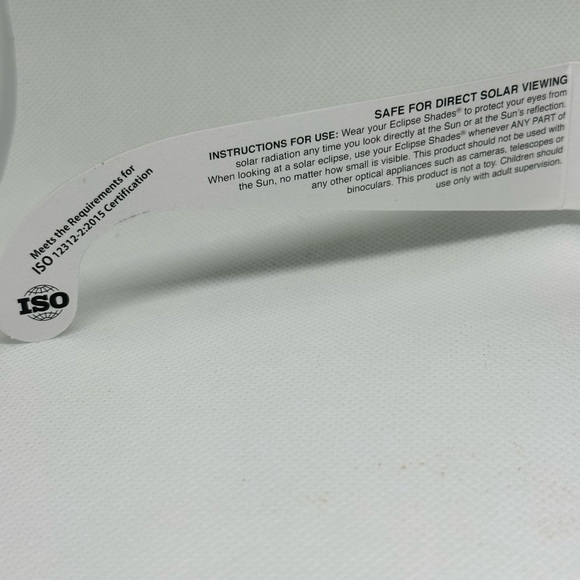 SAFE FOR DIRECT SOLAR VIEWING
INSTRUCTIONS FOR USE: Wear your Eclipse Shades® to protect your eyes from
solar radiation any time you look directly at the Sun or at the Sun's reflection.
When looking at a solar eclipse, use your Eclipse Shades® whenever ANY PART of
the Sun, no matter how small is visible. This product should not be used with
any other optical appliances such as cameras, telescopes or
binoculars. This product is not a toy. Children should
use only with adult supervision.
Meets the Requirements for
ISO 12312-2:2015 Certification
ISO